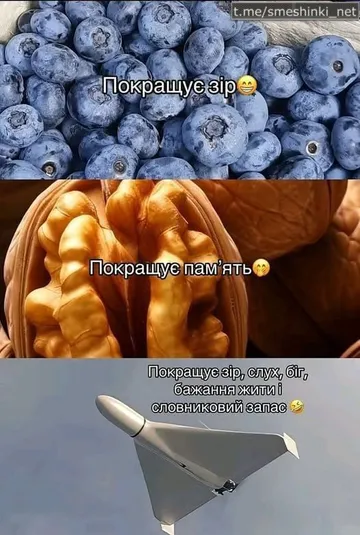 t.me/smeshinki_net
Покращує зір😁
Покращує пам'ять🤭
Покращує зір, слух, біг,
бажання жити і
словниковий запас 🤣